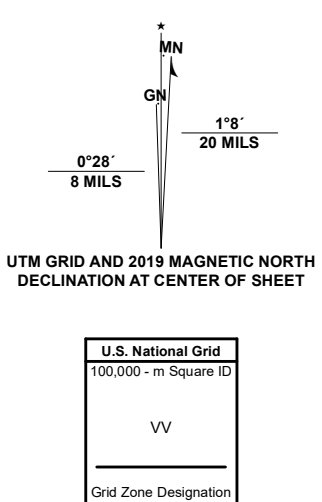 ★
MN
GN
1°8´
20 MILS
0°28´
8 MILS
UTM GRID AND 2019 MAGNETIC NORTH
DECLINATION AT CENTER OF SHEET
U.S. National Grid
100,000 - m Square ID
VV
Grid Zone Designation